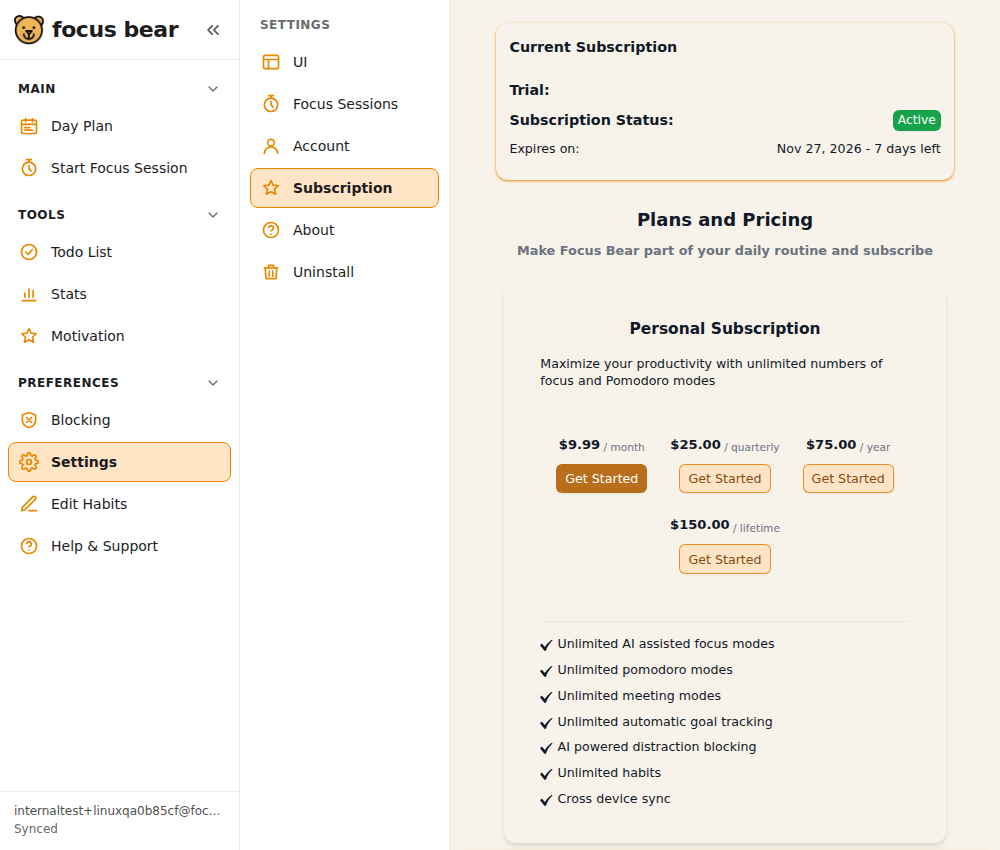 focus bear
MAIN
Day Plan
Start Focus Session
TOOLS
Todo List
Stats
Motivation
PREFERENCES
Blocking
Settings
Edit Habits
Help & Support
internaltest+linuxqa0b85cf@foc...
Synced
SETTINGS
UI
Focus Sessions
Account
Subscription
About
Uninstall
Current Subscription
Trial:
Subscription Status: Active
Expires on: Nov 27, 2026 - 7 days left
Plans and Pricing
Make Focus Bear part of your daily routine and subscribe
Personal Subscription
Maximize your productivity with unlimited numbers of
focus and Pomodoro modes
$9.99 / month $25.00 / quarterly $75.00 / year
Get Started Get Started Get Started
$150.00 / lifetime
Get Started
Unlimited AI assisted focus modes
Unlimited pomodoro modes
Unlimited meeting modes
Unlimited automatic goal tracking
AI powered distraction blocking
Unlimited habits
Cross device sync